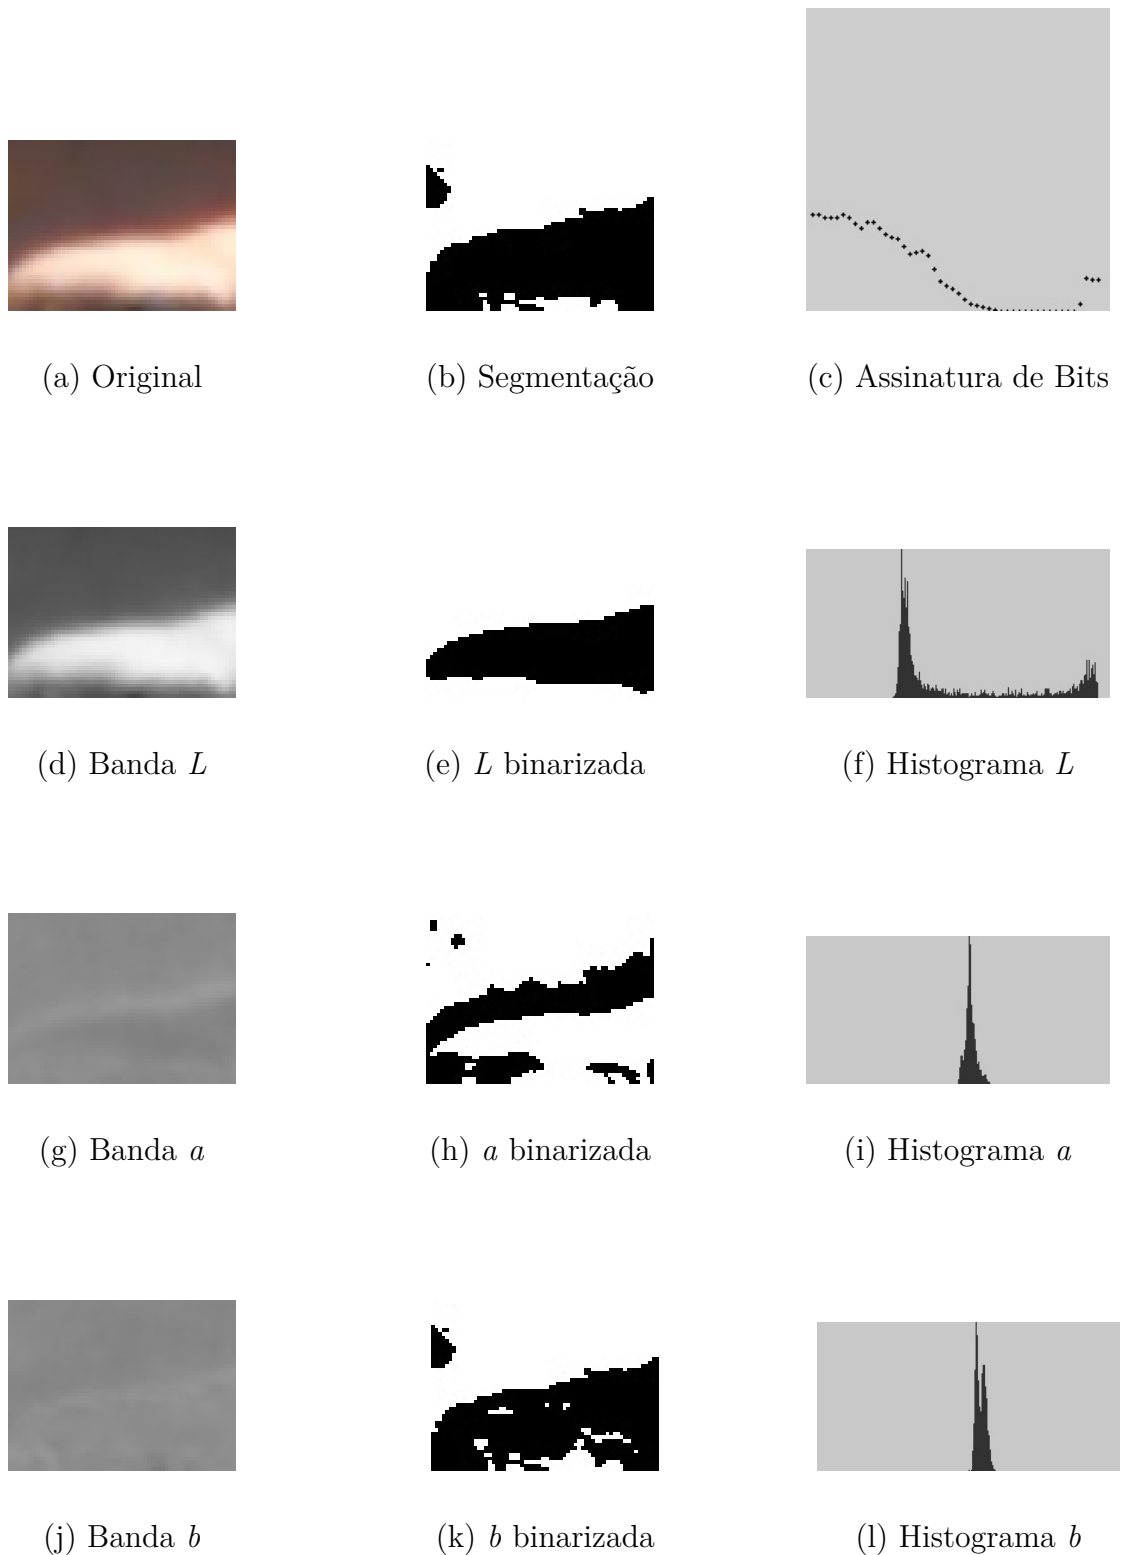 (a) Original
(b) Segmentação
(c) Assinatura de Bits
(d) Banda L
(e) L binarizada
(f) Histograma L
(g) Banda a
(h) a binarizada
(i) Histograma a
(j) Banda b
(k) b binarizada
(l) Histograma b